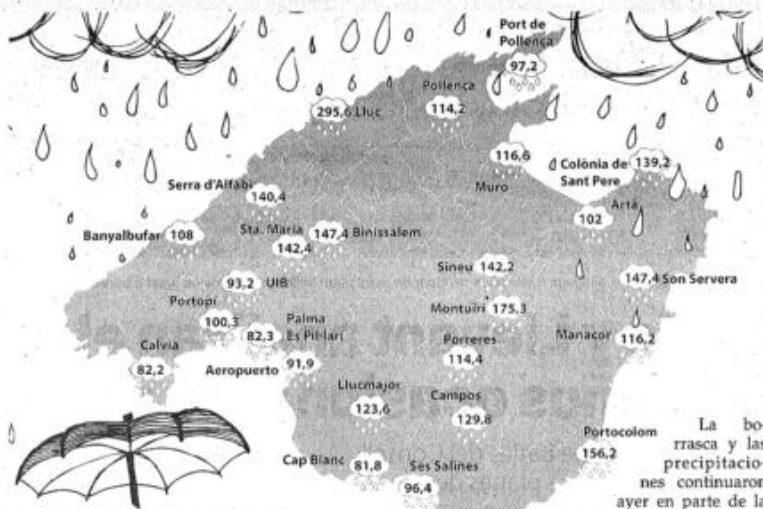 Port de
Pollença
97,2
Pollença
114,2
295,6 Lluc
116,6
Muro
Colònia de
Sant Pere
139,2
Serra d'Alfàbi
140,4
Artà
102
Banyalbufar 108
Sta. Maria
142,4
147,4 Binissalem
Sineu 142,2
147,4 Son Servera
93,2 UIB
Montuïri 175,3
Portopí
100,3
Palma
Es Pil·lari
82,3
Manacor 116,2
Calvia
82,2
Aeropuerto 91,9
Porreres
114,4
Llucmajor
123,6
Campos
129,8
Portocolom
156,2
Cap Blanc 81,8
Ses Salines
96,4
La bo-
rrasca y las
precipitacio-
nes continuaron
ayer en parte de la